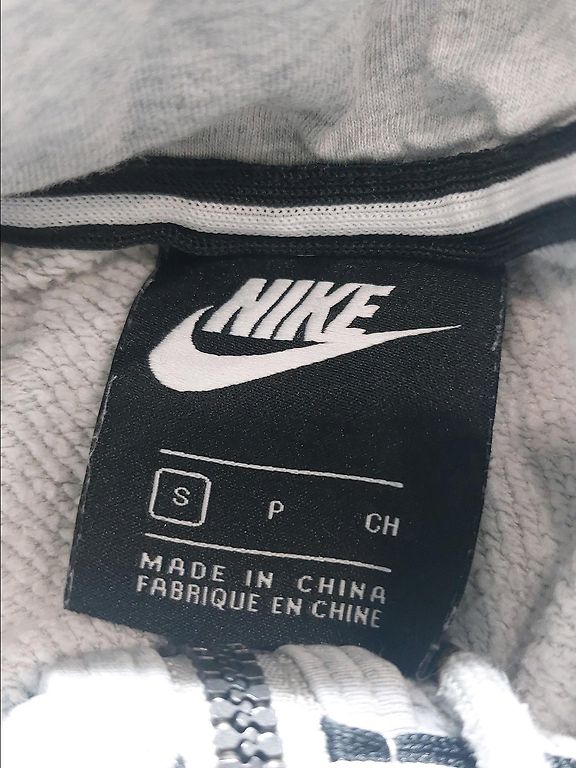 NIKE
S P CH
MADE IN CHINA
FABRIQUE EN CHINE